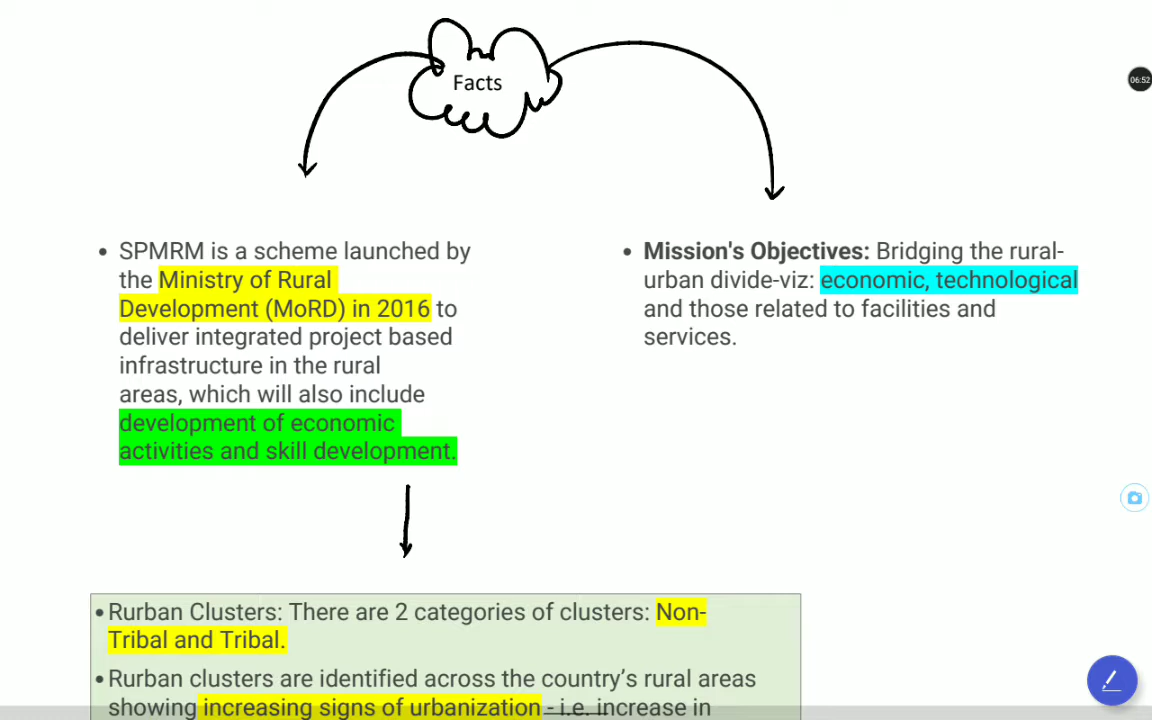 Facts
06:52
• SPMRM is a scheme launched by
the Ministry of Rural
Development (MoRD) in 2016 to
deliver integrated project based
infrastructure in the rural
areas, which will also include
development of economic
activities and skill development.
• Mission's Objectives: Bridging the rural-
urban divide-viz: economic, technological
and those related to facilities and
services.
• Rurban Clusters: There are 2 categories of clusters: Non-
Tribal and Tribal.
• Rurban clusters are identified across the country's rural areas
showing increasing signs of urbanization - i.e. increase in